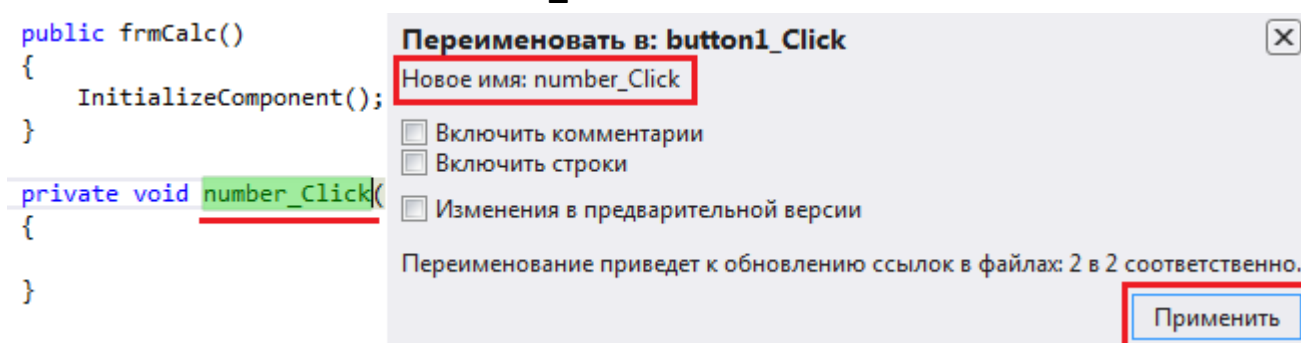 public frmCalc()
{
InitializeComponent();
}
private void number_Click(
{
}
Переименовать в: button1_Click
Новое имя: number_Click
Включить комментарии
Включить строки
Изменения в предварительной версии
Переименование приведет к обновлению ссылок в файлах: 2 в 2 соответственно.
Применить